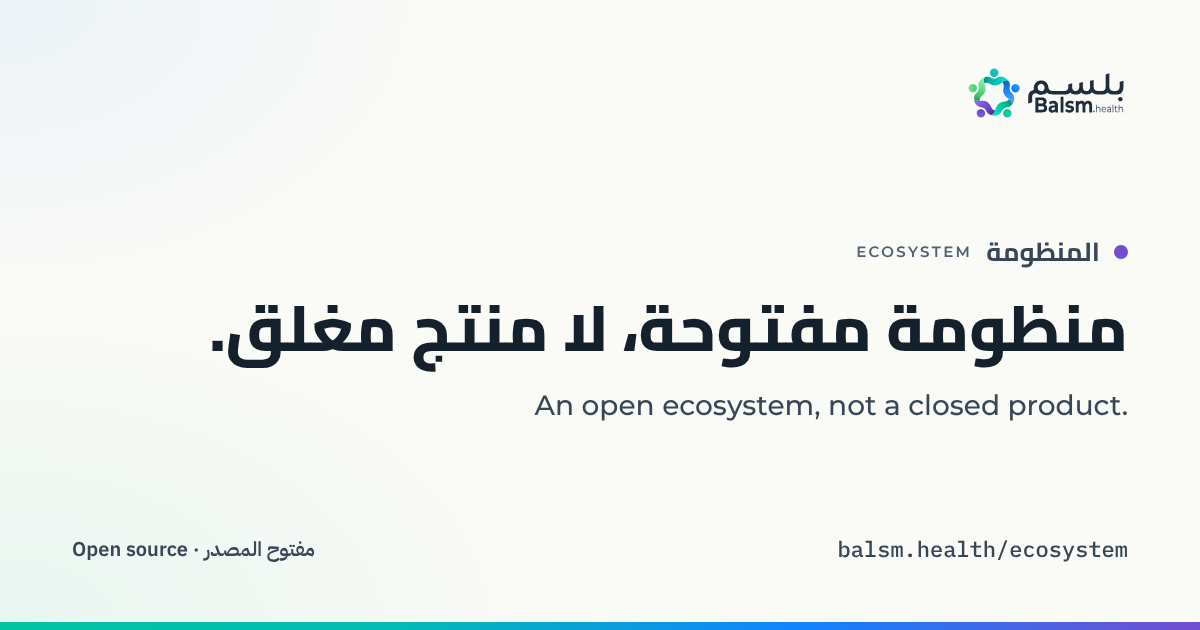 بلسم
Balsm.health
المنظومة ECOSYSTEM
منظومة مفتوحة، لا منتج مغلق.
An open ecosystem, not a closed product.
Open source · مفتوح المصدر
balsm.health/ecosystem